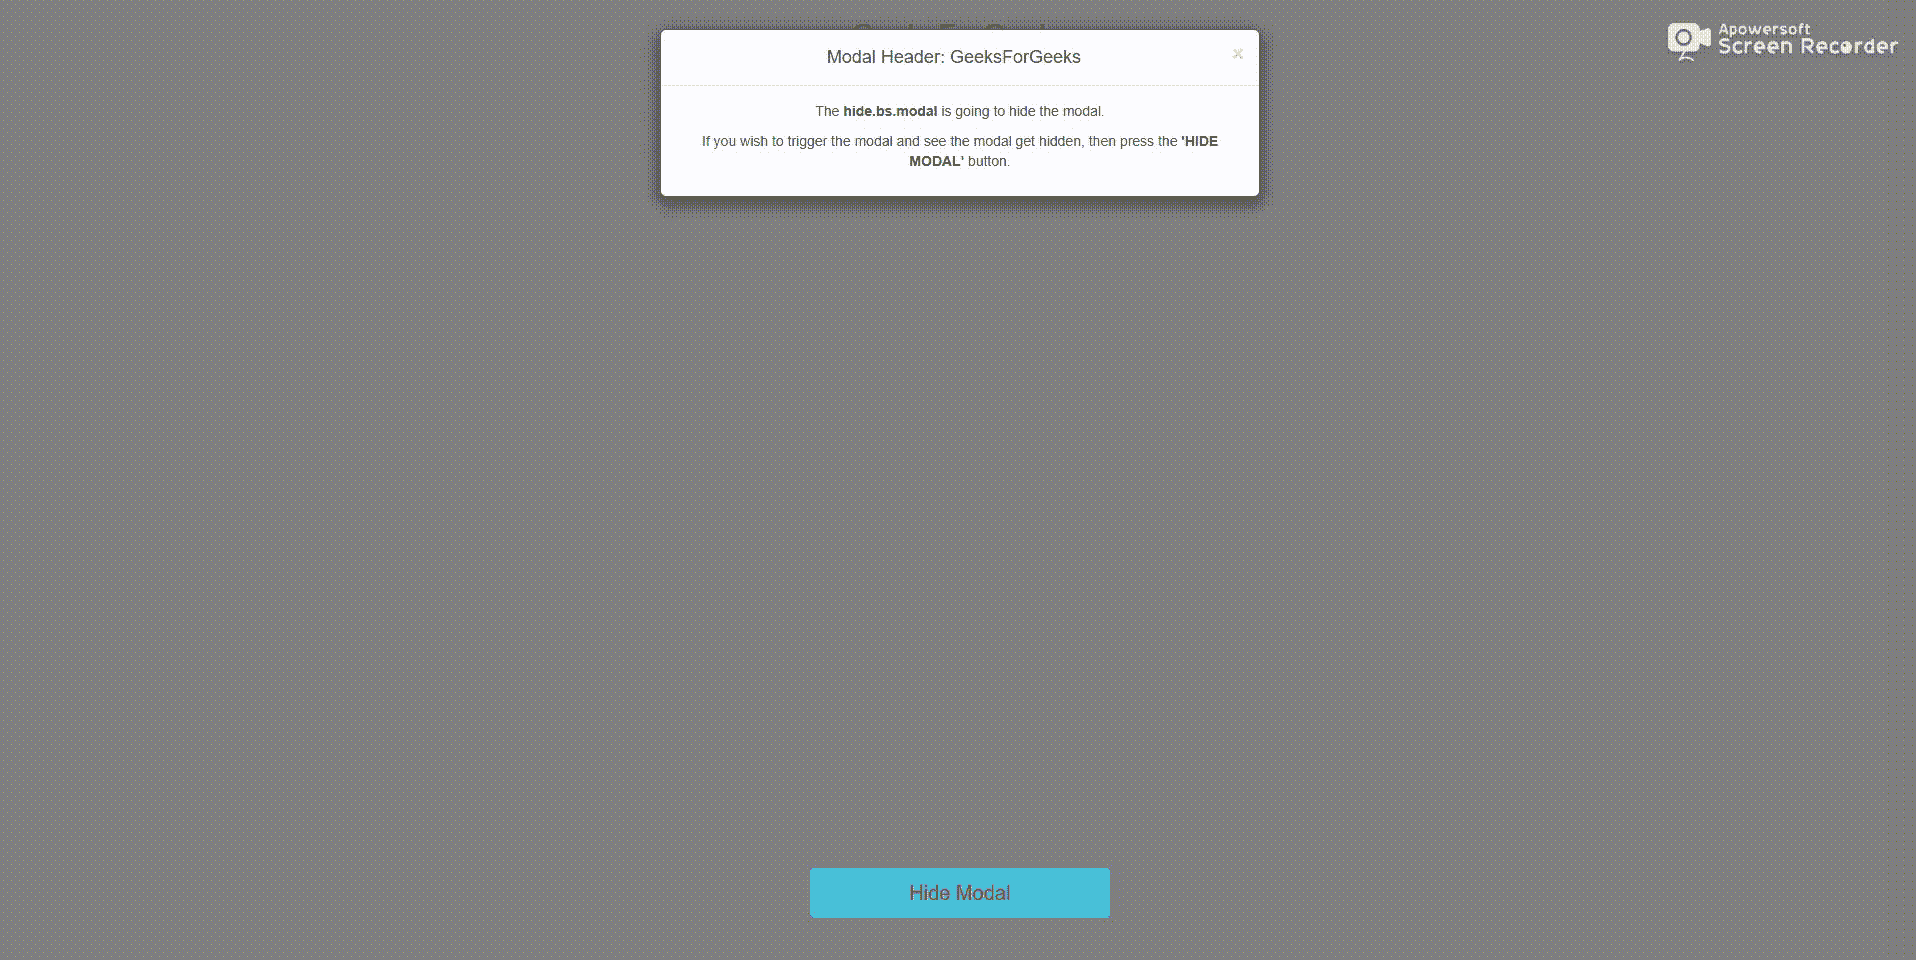 Apowersoft
Screen Recorder
Modal Header: GeeksForGeeks
×
The hide.bs.modal is going to hide the modal.
If you wish to trigger the modal and see the modal get hidden, then press the 'HIDE
MODAL' button.
Hide Modal